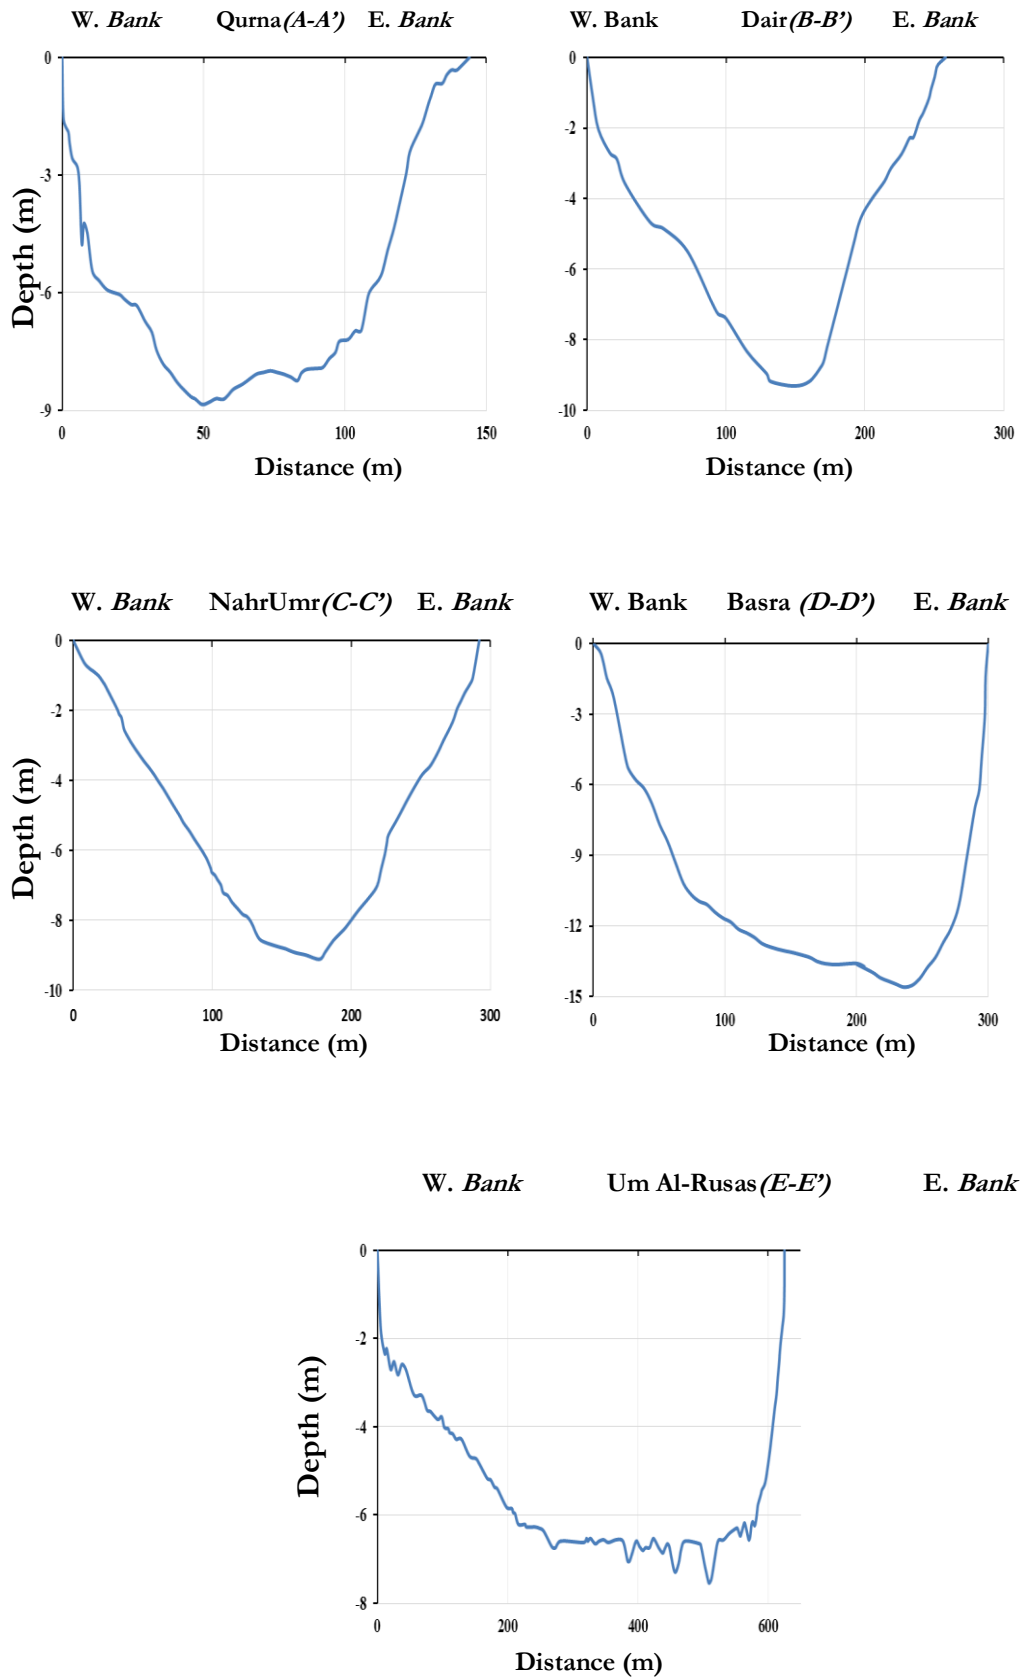 W. Bank Qurna(A-A') E. Bank
W. Bank Dair(B-B') E. Bank
Depth (m)
0
-3
-6
-9
0 50 100 150
Distance (m)
0
-2
-4
-6
-8
-10
0 100 200 300
Distance (m)
W. Bank NahrUmr(C-C') E. Bank
W. Bank Basra (D-D') E. Bank
Depth (m)
0
-2
-4
-6
-8
-10
0 100 200 300
Distance (m)
0
-3
-6
-9
-12
-15
0 100 200 300
Distance (m)
W. Bank Um Al-Rusas(E-E') E. Bank
Depth (m)
0
-2
-4
-6
-8
0 200 400 600
Distance (m)